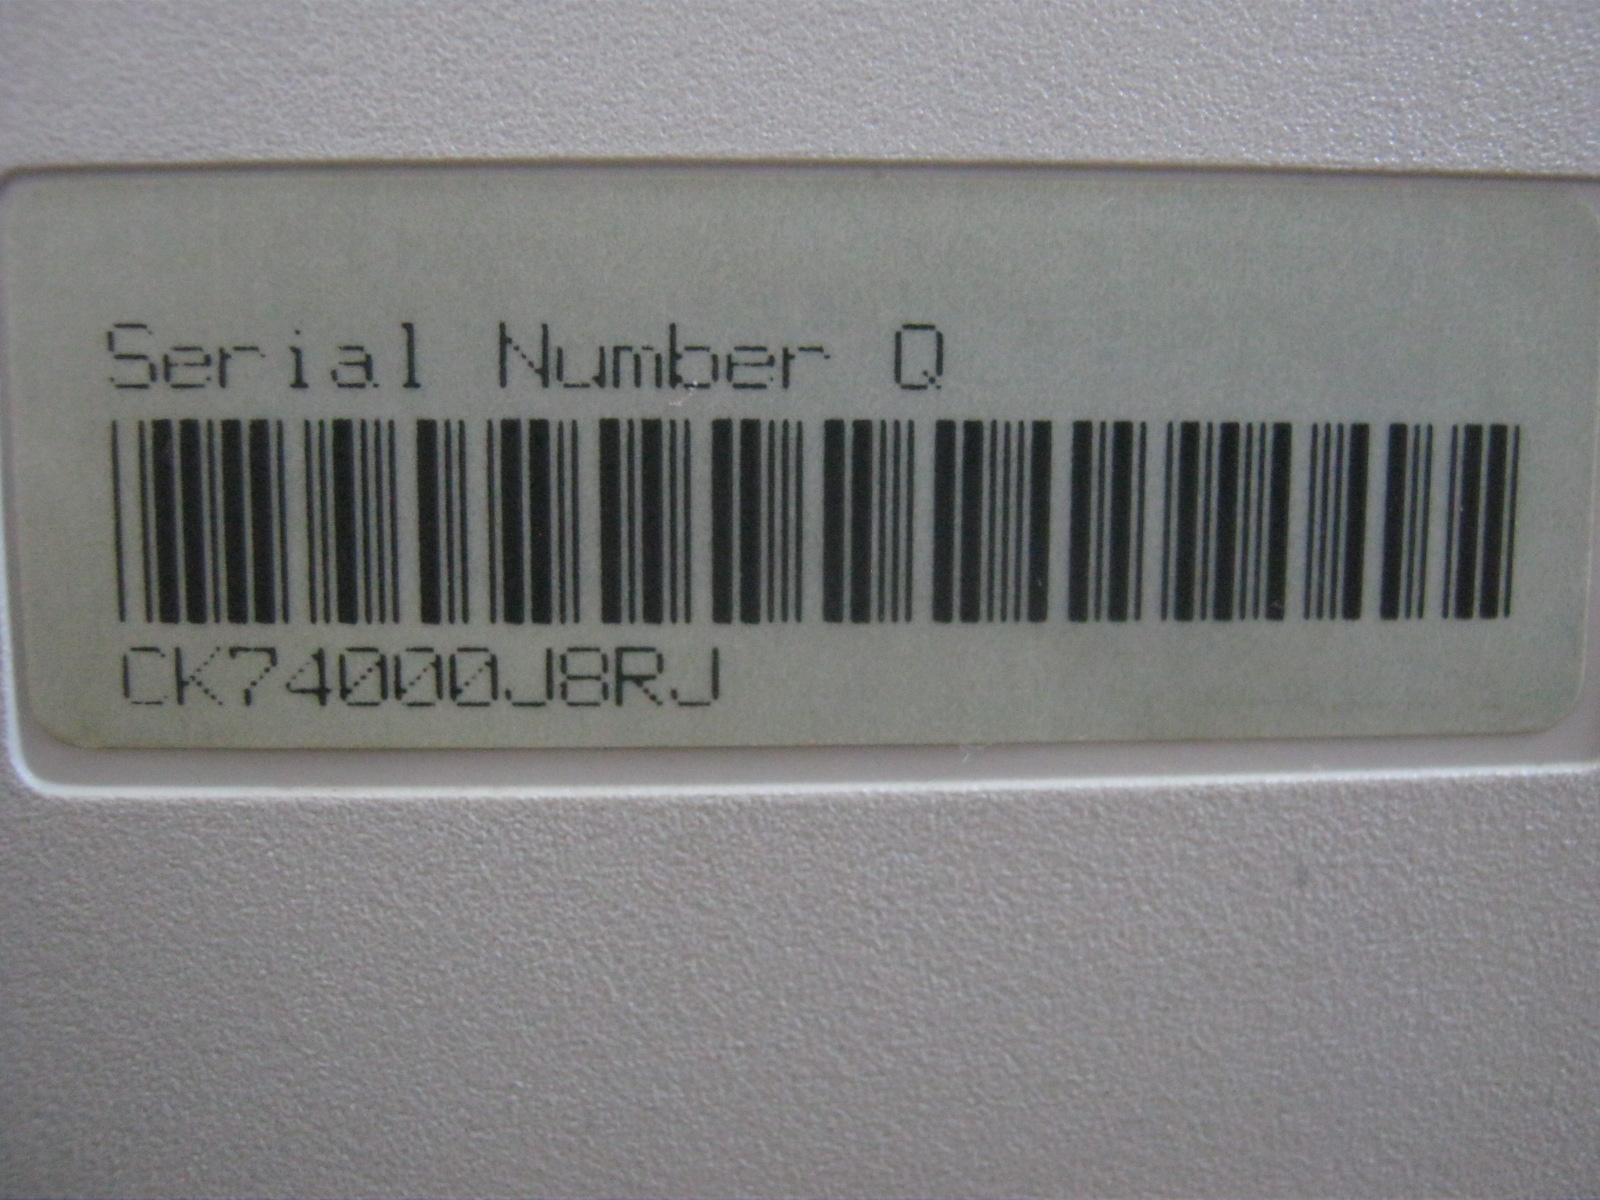 Serial Number Q
CK74000J8RJ